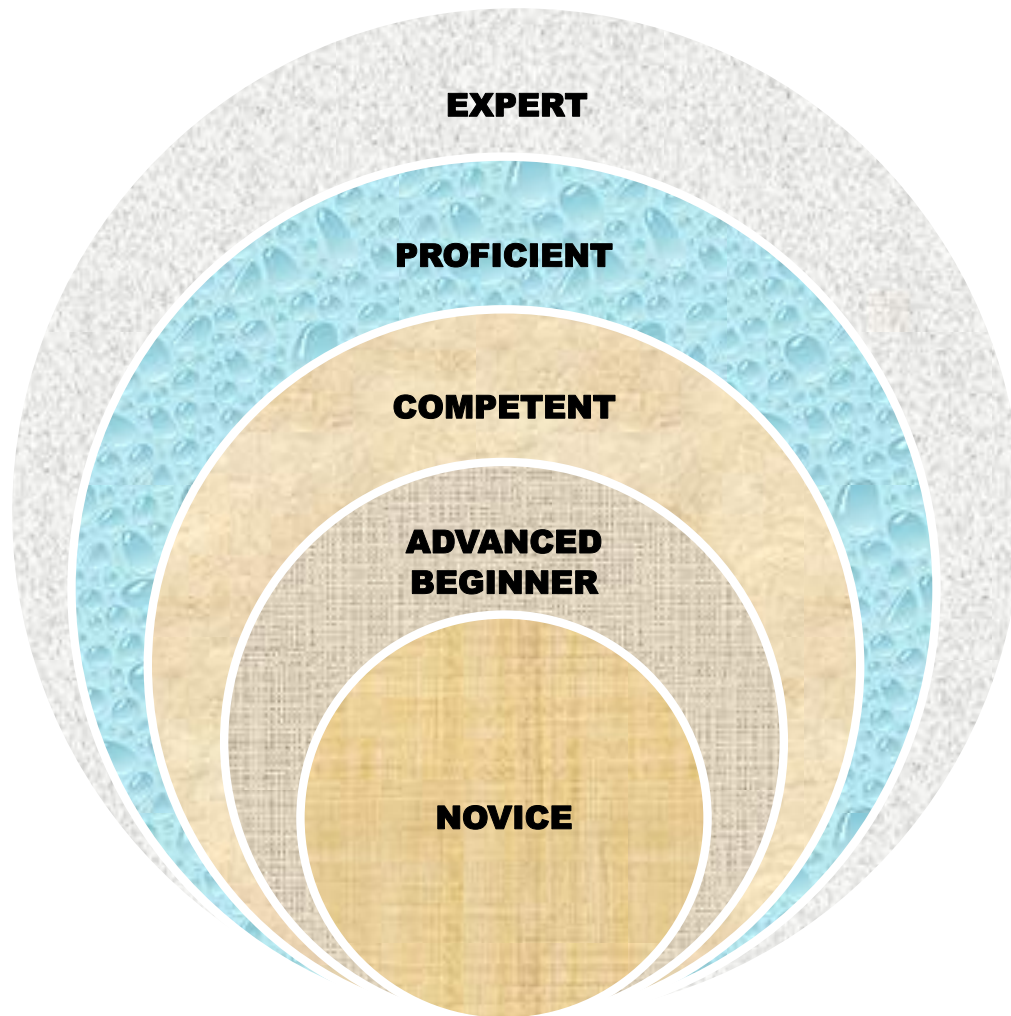 EXPERT
PROFICIENT
COMPETENT
ADVANCED
BEGINNER
NOVICE